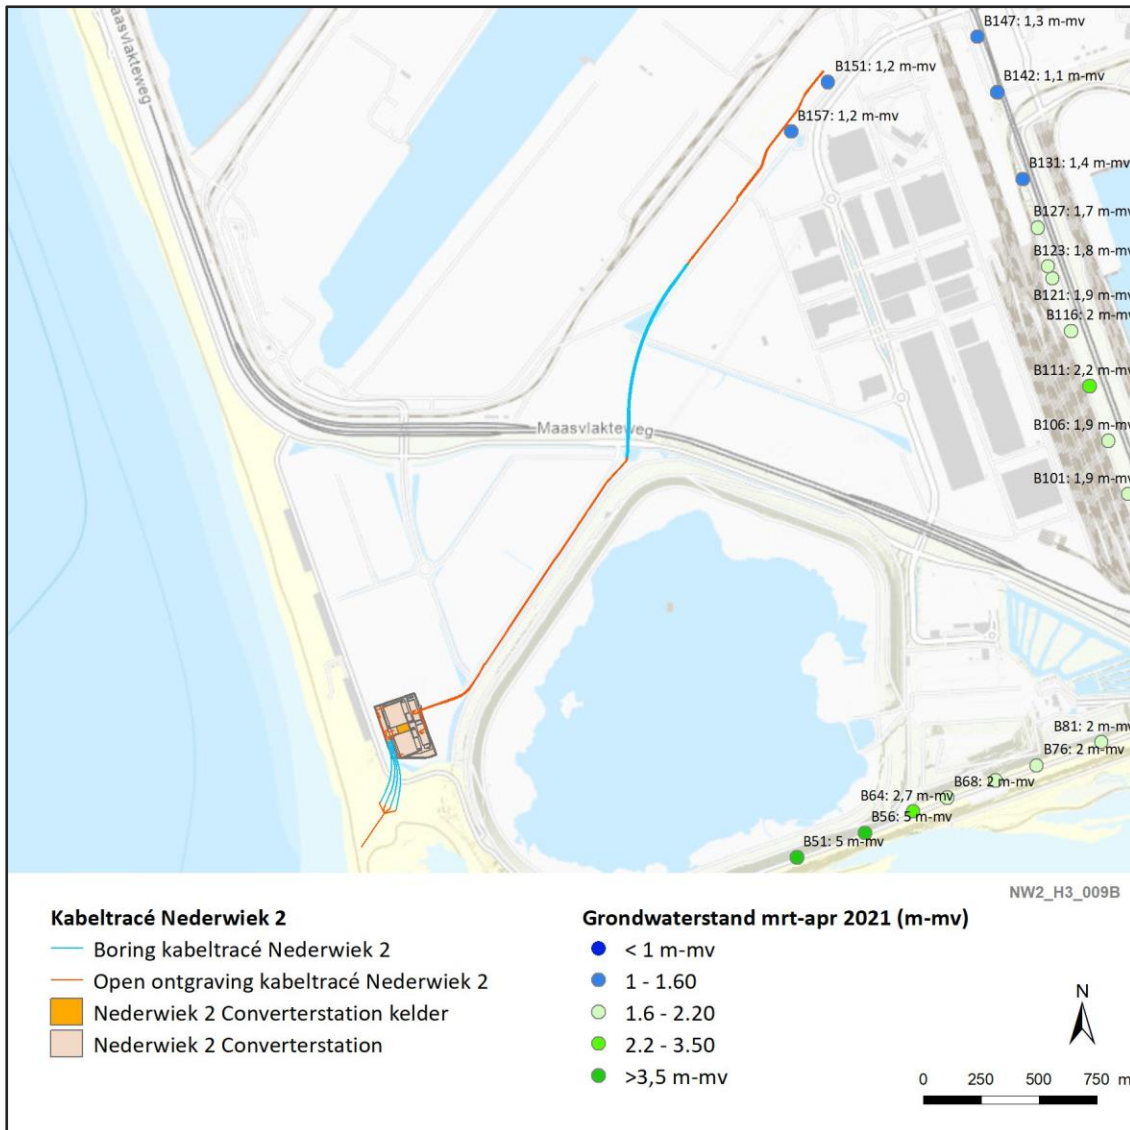 Maasvlakteweg
B147: 1,3 m-mv
B151: 1,2 m-mv
B142: 1,1 m-mv
B157: 1,2 m-mv
B131: 1,4 m-mv
B127: 1,7 m-mv
B123: 1,8 m-mv
B121: 1,9 m-mv
B116: 2 m-mv
B111: 2,2 m-mv
Maasvlakteweg
B106: 1,9 m-mv
B101: 1,9 m-mv
B81: 2 m-mv
B76: 2 m-mv
B68: 2 m-mv
B64: 2,7 m-mv
B56: 5 m-mv
B51: 5 m-mv
NW2_H3_009B
Kabeltracé Nederwiek 2
Boring kabeltracé Nederwiek 2
Open ontgraving kabeltracé Nederwiek 2
Nederwiek 2 Converterstation kelder
Nederwiek 2 Converterstation
Grondwaterstand mrt-apr 2021 (m-mv)
< 1 m-mv
1 - 1.60
1.6 - 2.20
2.2 - 3.50
>3,5 m-mv
N
0 250 500 750 m